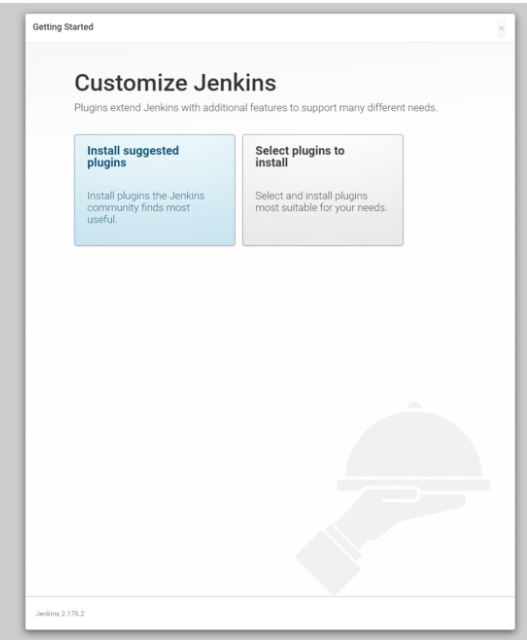 Getting Started
×
Customize Jenkins
Plugins extend Jenkins with additional features to support many different needs.
Install suggested
plugins
Install plugins the Jenkins
community finds most
useful.
Select plugins to
install
Select and install plugins
most suitable for your needs.
Jenkins 2.176.2